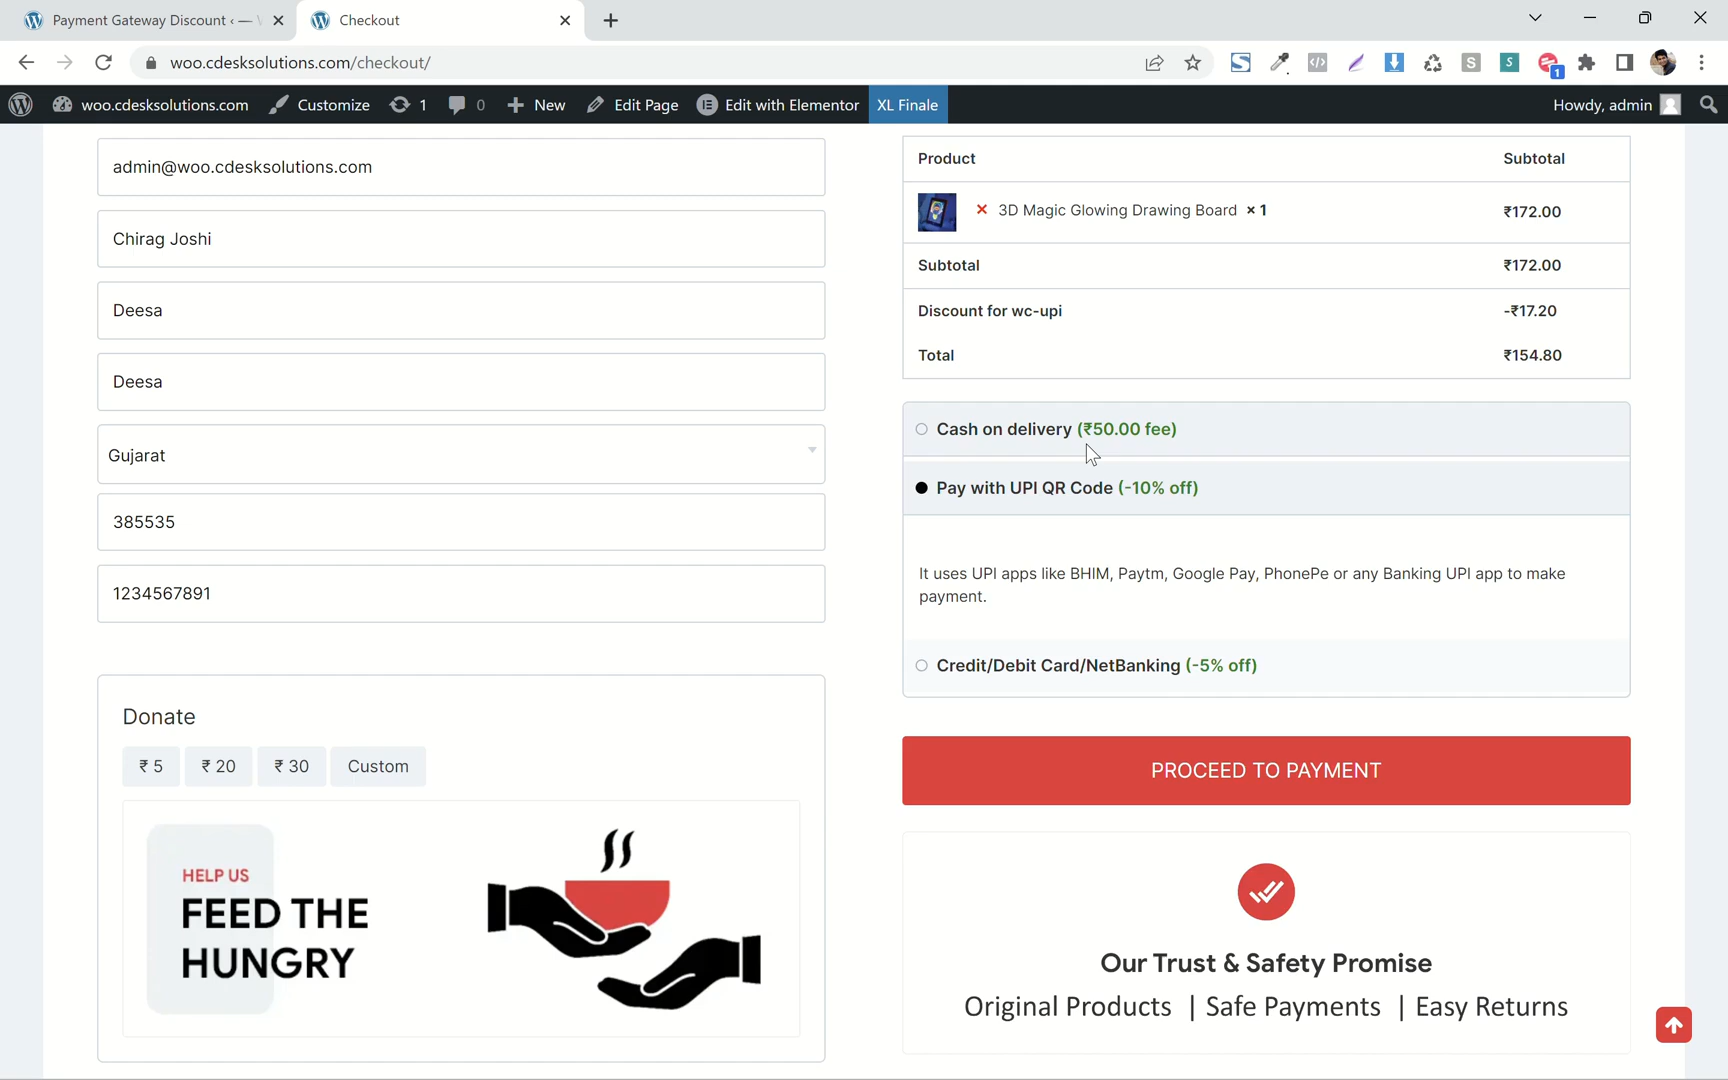 Payment Gateway Discount ‹ —
Checkout
woo.cdesksolutions.com/checkout/
1
woo.cdesksolutions.com
Customize
1
0
New
Edit Page
Edit with Elementor
XL Finale
Howdy, admin
admin@woo.cdesksolutions.com
Chirag Joshi
Deesa
Deesa
Gujarat
385535
1234567891
Donate
₹ 5
₹ 20
₹ 30
Custom
HELP US
FEED THE
HUNGRY
Product Subtotal
× 3D Magic Glowing Drawing Board × 1 ₹172.00
Subtotal ₹172.00
Discount for wc-upi -₹17.20
Total ₹154.80
Cash on delivery (₹50.00 fee)
Pay with UPI QR Code (-10% off)
It uses UPI apps like BHIM, Paytm, Google Pay, PhonePe or any Banking UPI app to make
payment.
Credit/Debit Card/NetBanking (-5% off)
PROCEED TO PAYMENT
Our Trust & Safety Promise
Original Products | Safe Payments | Easy Returns